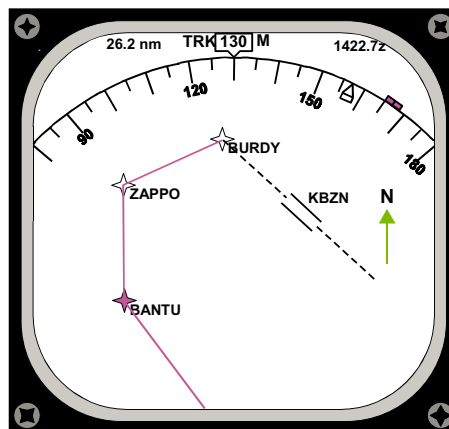 26.2 nm TRK 130 M 1422.7z
90 120 150 180
BURDY
ZAPPO
KBZN
N
BANTU